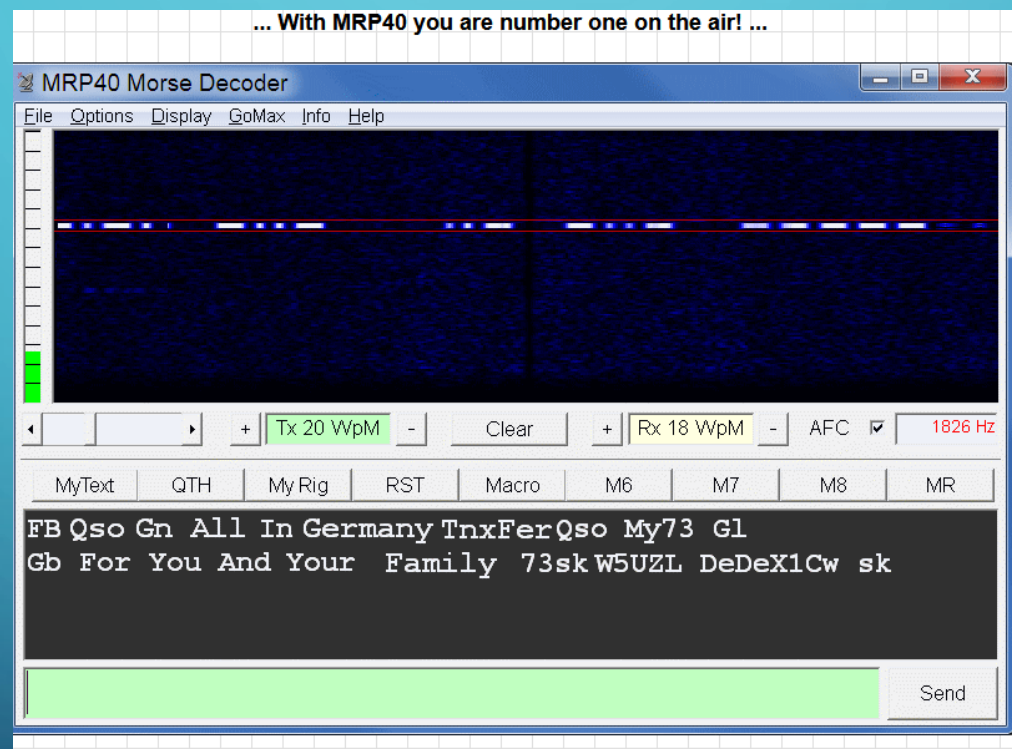 ... With MRP40 you are number one on the air! ...
MRP40 Morse Decoder
File Options Display GoMax Info Help
+ Tx 20 WpM - Clear + Rx 18 WpM - AFC 1826 Hz
MyText QTH My Rig RST Macro M6 M7 M8 MR
FB Qso Gn All In Germany TnxFerQso My73 Gl
Gb For You And Your Family 73sk W5UZL DeDeX1Cw sk
Send